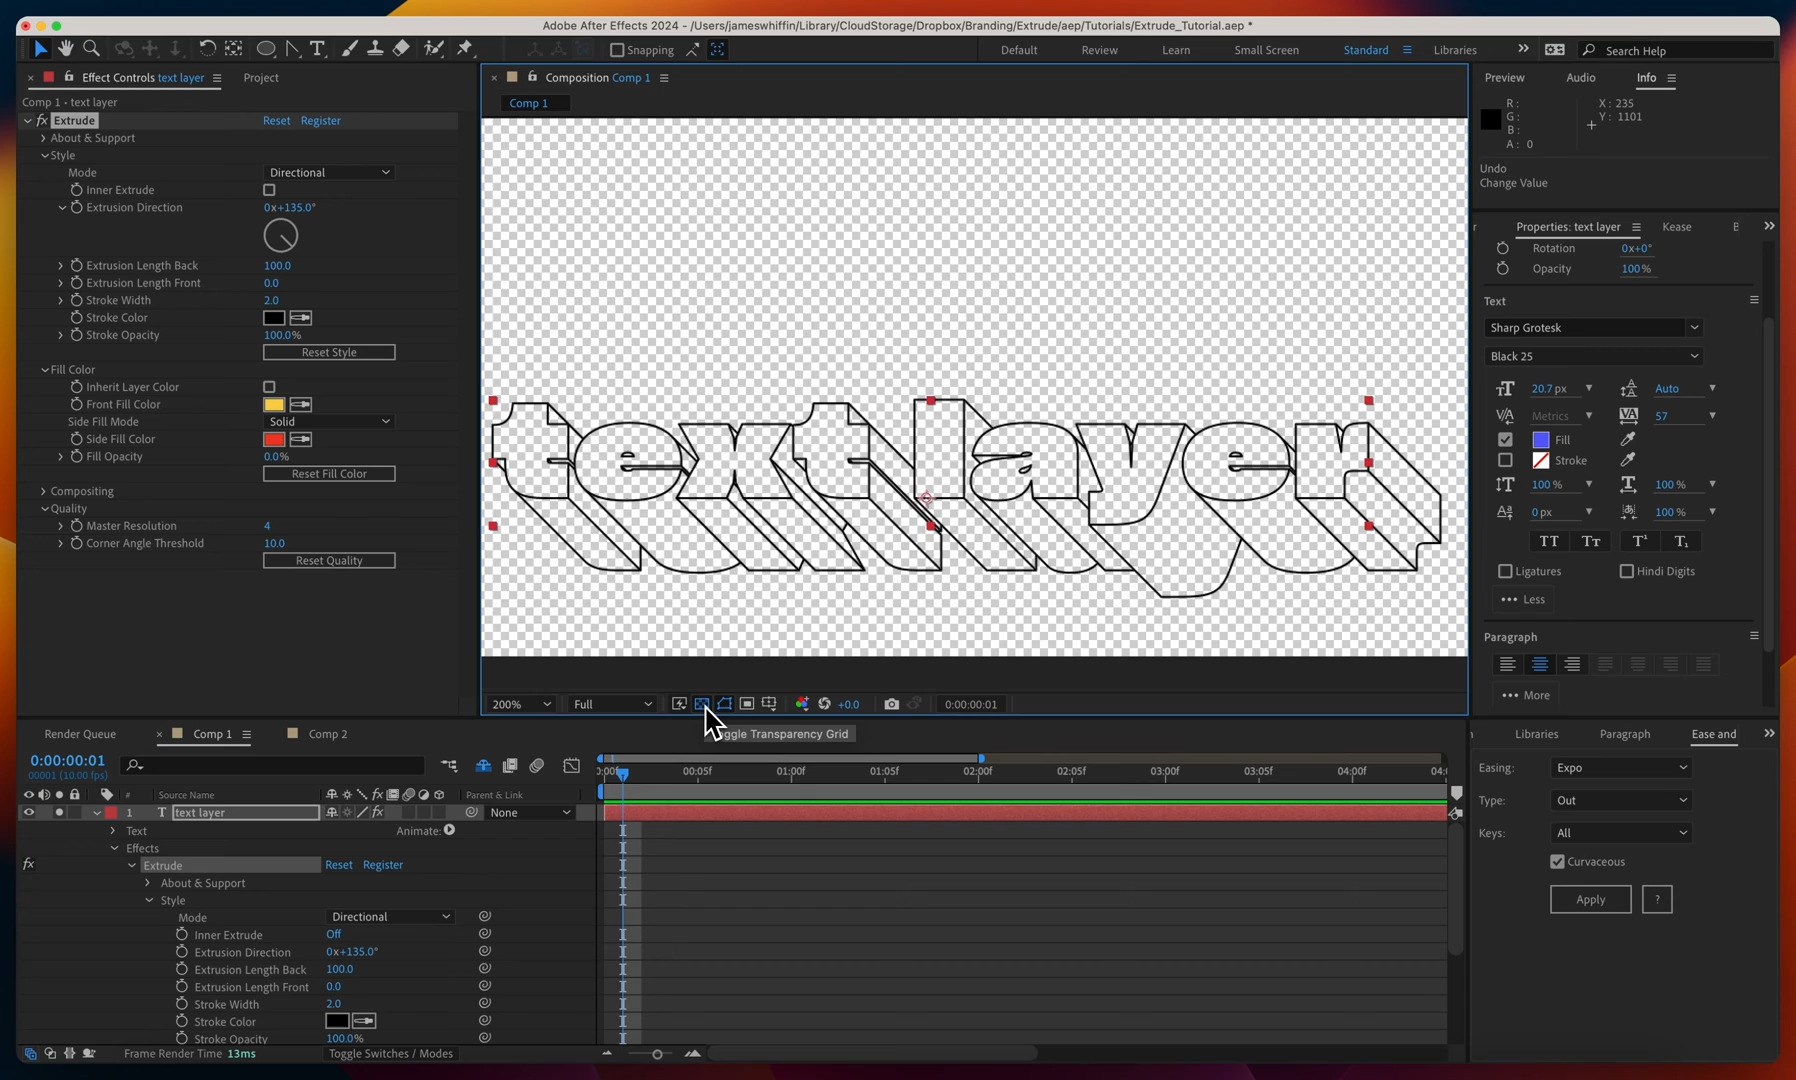 Adobe After Effects 2024 - /Users/jameswhiffin/Library/CloudStorage/Dropbox/Branding/Extrude/aep/Tutorials/Extrude_Tutorial.aep *
Snapping
Default Review Learn Small Screen Standard Libraries Search Help
Effect Controls text layer Project
Comp 1 • text layer
fx Extrude Reset Register
About & Support
Style
Mode Directional
Inner Extrude
Extrusion Direction 0x+135.0°
Extrusion Length Back 100.0
Extrusion Length Front 0.0
Stroke Width 2.0
Stroke Color
Stroke Opacity 100.0%
Reset Style
Fill Color
Inherit Layer Color
Front Fill Color
Side Fill Mode Solid
Side Fill Color
Fill Opacity 0.0%
Reset Fill Color
Compositing
Quality
Master Resolution 4
Corner Angle Threshold 10.0
Reset Quality
Composition Comp 1
Comp 1
text layer
200% Full +0.0 0:00:00:01
ggle Transparency Grid
Preview Audio Info
R: X: 235
G: Y: 1101
B:
A: 0
Undo
Change Value
Properties: text layer Kease
Rotation 0x+0°
Opacity 100%
Text
Sharp Grotesk
Black 25
20.7 px Auto
Metrics 57
Fill
Stroke
100% 100%
0 px 100%
TT Tt T¹ T₁
Ligatures Hindi Digits
Less
Paragraph
More
Libraries Paragraph Ease and
Easing: Expo
Type: Out
Keys: All
Curvaceous
Apply ?
Render Queue Comp 1 Comp 2
0:00:00:01
00001 (10.00 fps)
0:00f 00:05f 01:00f 01:05f 02:00f 02:05f 03:00f 03:05f 04:00f 04:
# Source Name fx Parent & Link
1 T text layer fx None
Text Animate:
Effects
fx Extrude Reset Register
About & Support
Style
Mode Directional
Inner Extrude Off
Extrusion Direction 0x+135.0°
Extrusion Length Back 100.0
Extrusion Length Front 0.0
Stroke Width 2.0
Stroke Color
Stroke Opacity 100.0%
Frame Render Time 13ms Toggle Switches / Modes